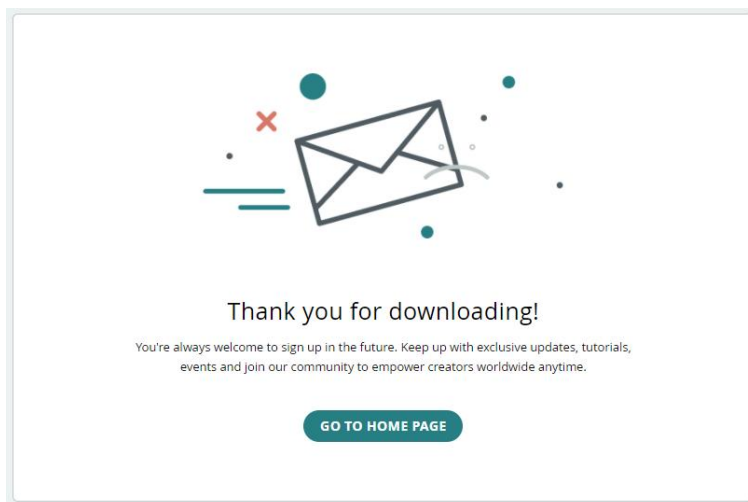 Thank you for downloading!
You're always welcome to sign up in the future. Keep up with exclusive updates, tutorials,
events and join our community to empower creators worldwide anytime.
GO TO HOME PAGE